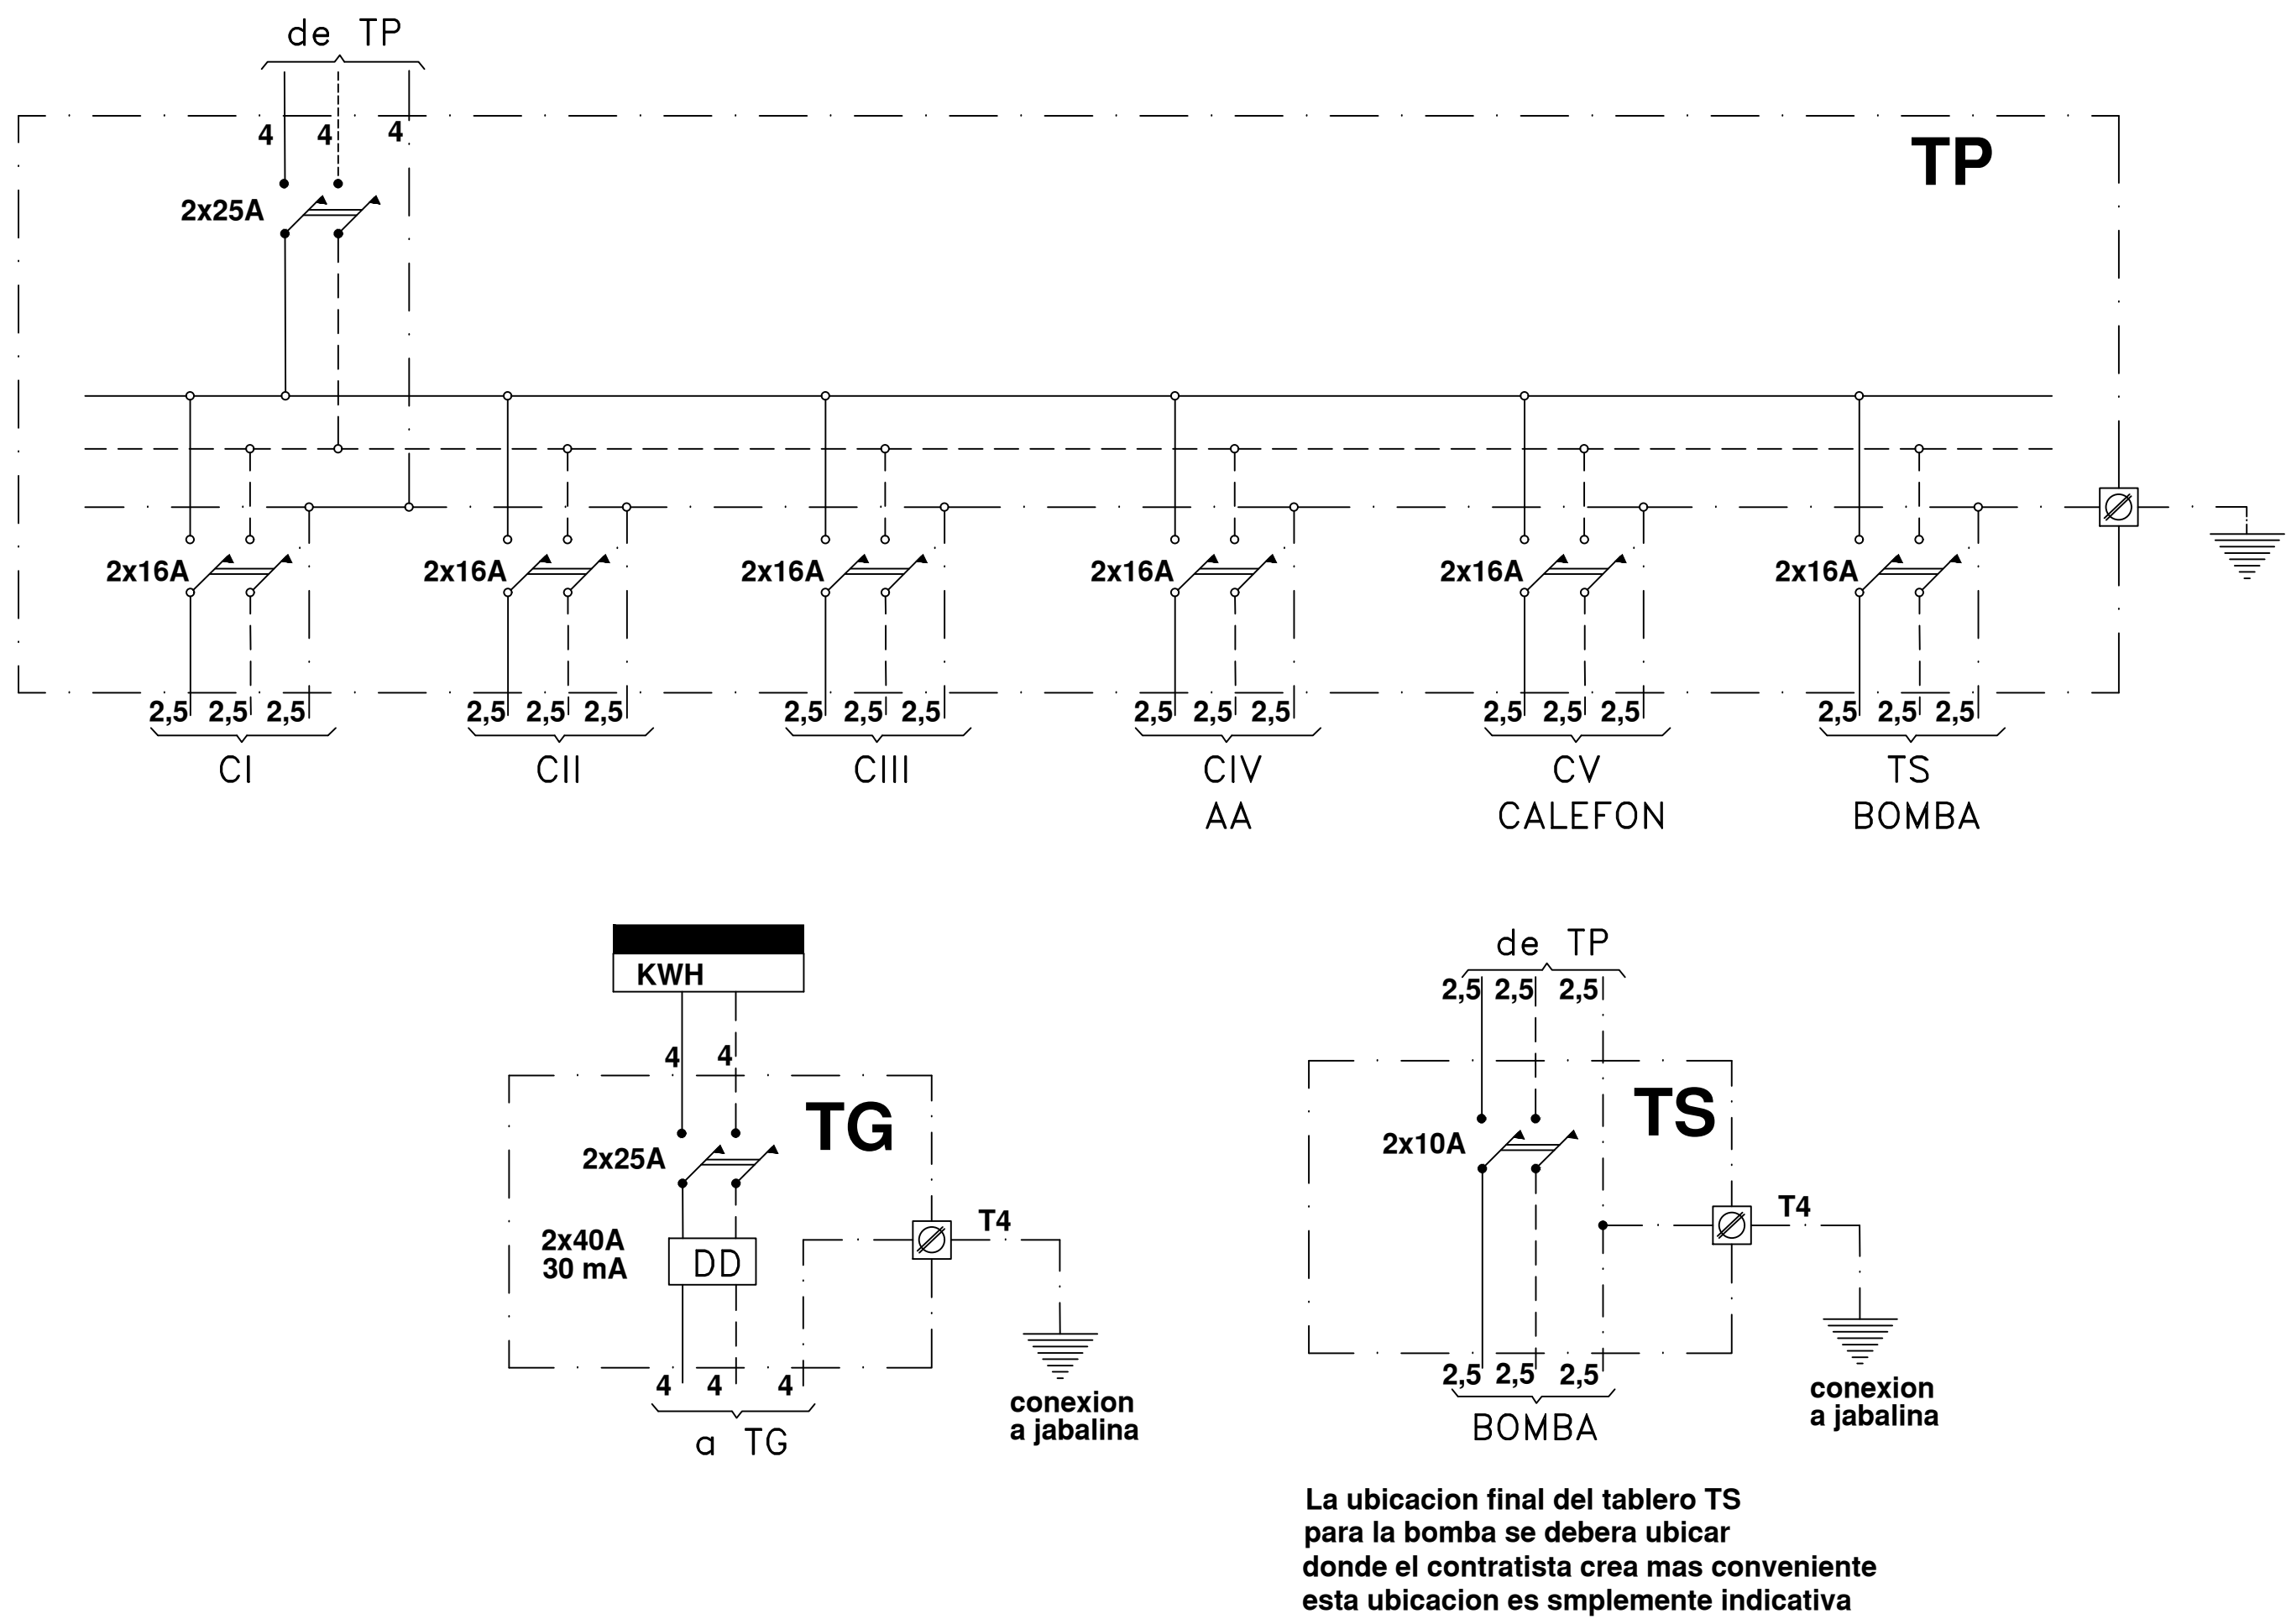 de TP
4 4 4
TP
2x25A
2x16A 2x16A 2x16A 2x16A 2x16A 2x16A
2,5 2,5 2,5 2,5 2,5 2,5 2,5 2,5 2,5 2,5 2,5 2,5 2,5 2,5 2,5 2,5 2,5 2,5
CI CII CIII CIV CV TS
AA CALEFON BOMBA
KWH
4 4
TG
2x25A
2x40A
30 mA
DD
T4
4 4 4
a TG
conexion
a jabalina
de TP
2,5 2,5 2,5
TS
2x10A
T4
2,5 2,5 2,5
BOMBA
conexion
a jabalina
La ubicacion final del tablero TS
para la bomba se debera ubicar
donde el contratista crea mas conveniente
esta ubicacion es smplemente indicativa